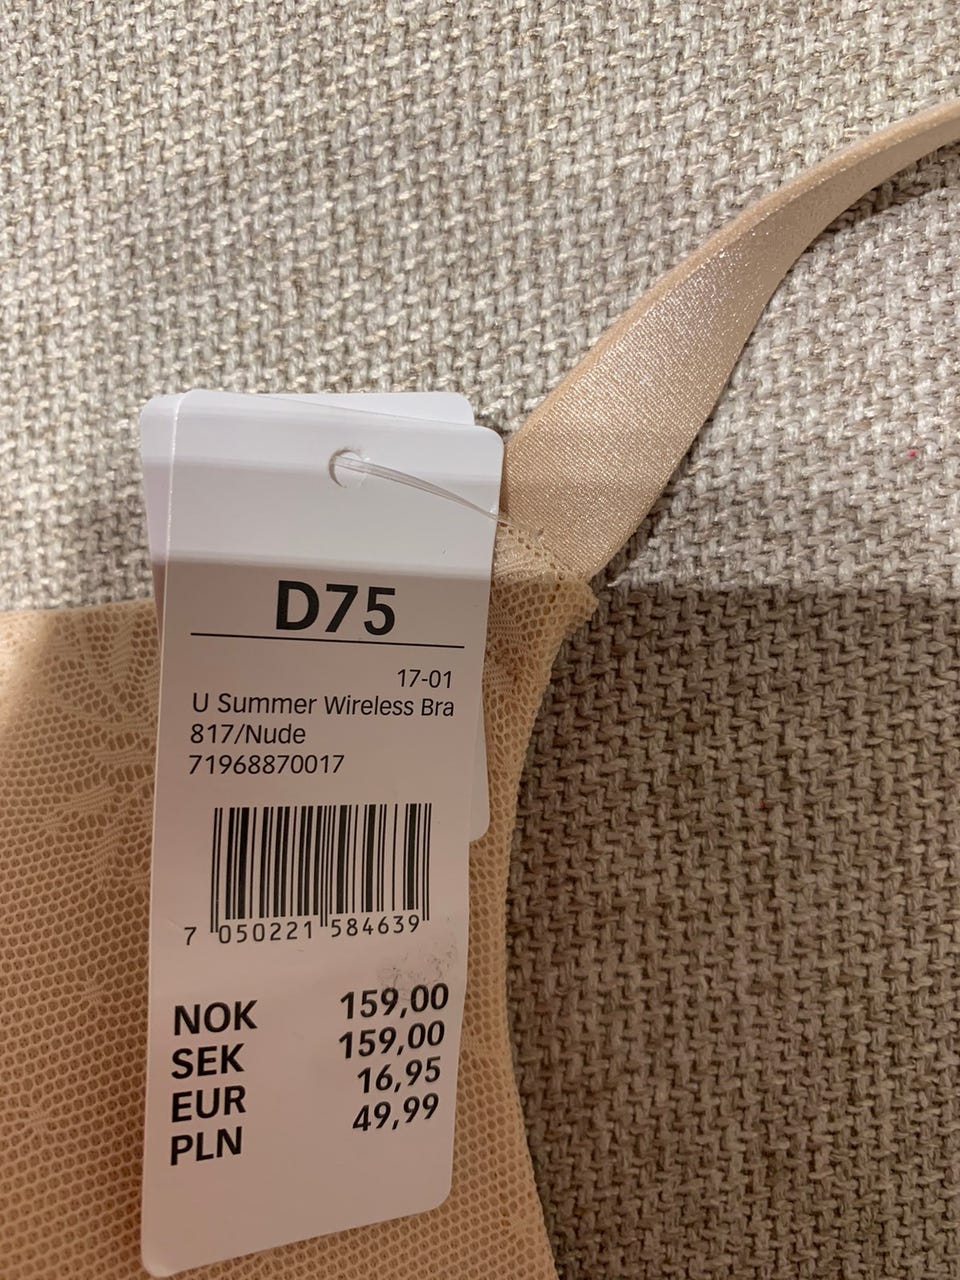 D75
17-01
U Summer Wireless Bra
817/Nude
71968870017
7 050221 584639
NOK 159,00
SEK 159,00
EUR 16,95
PLN 49,99